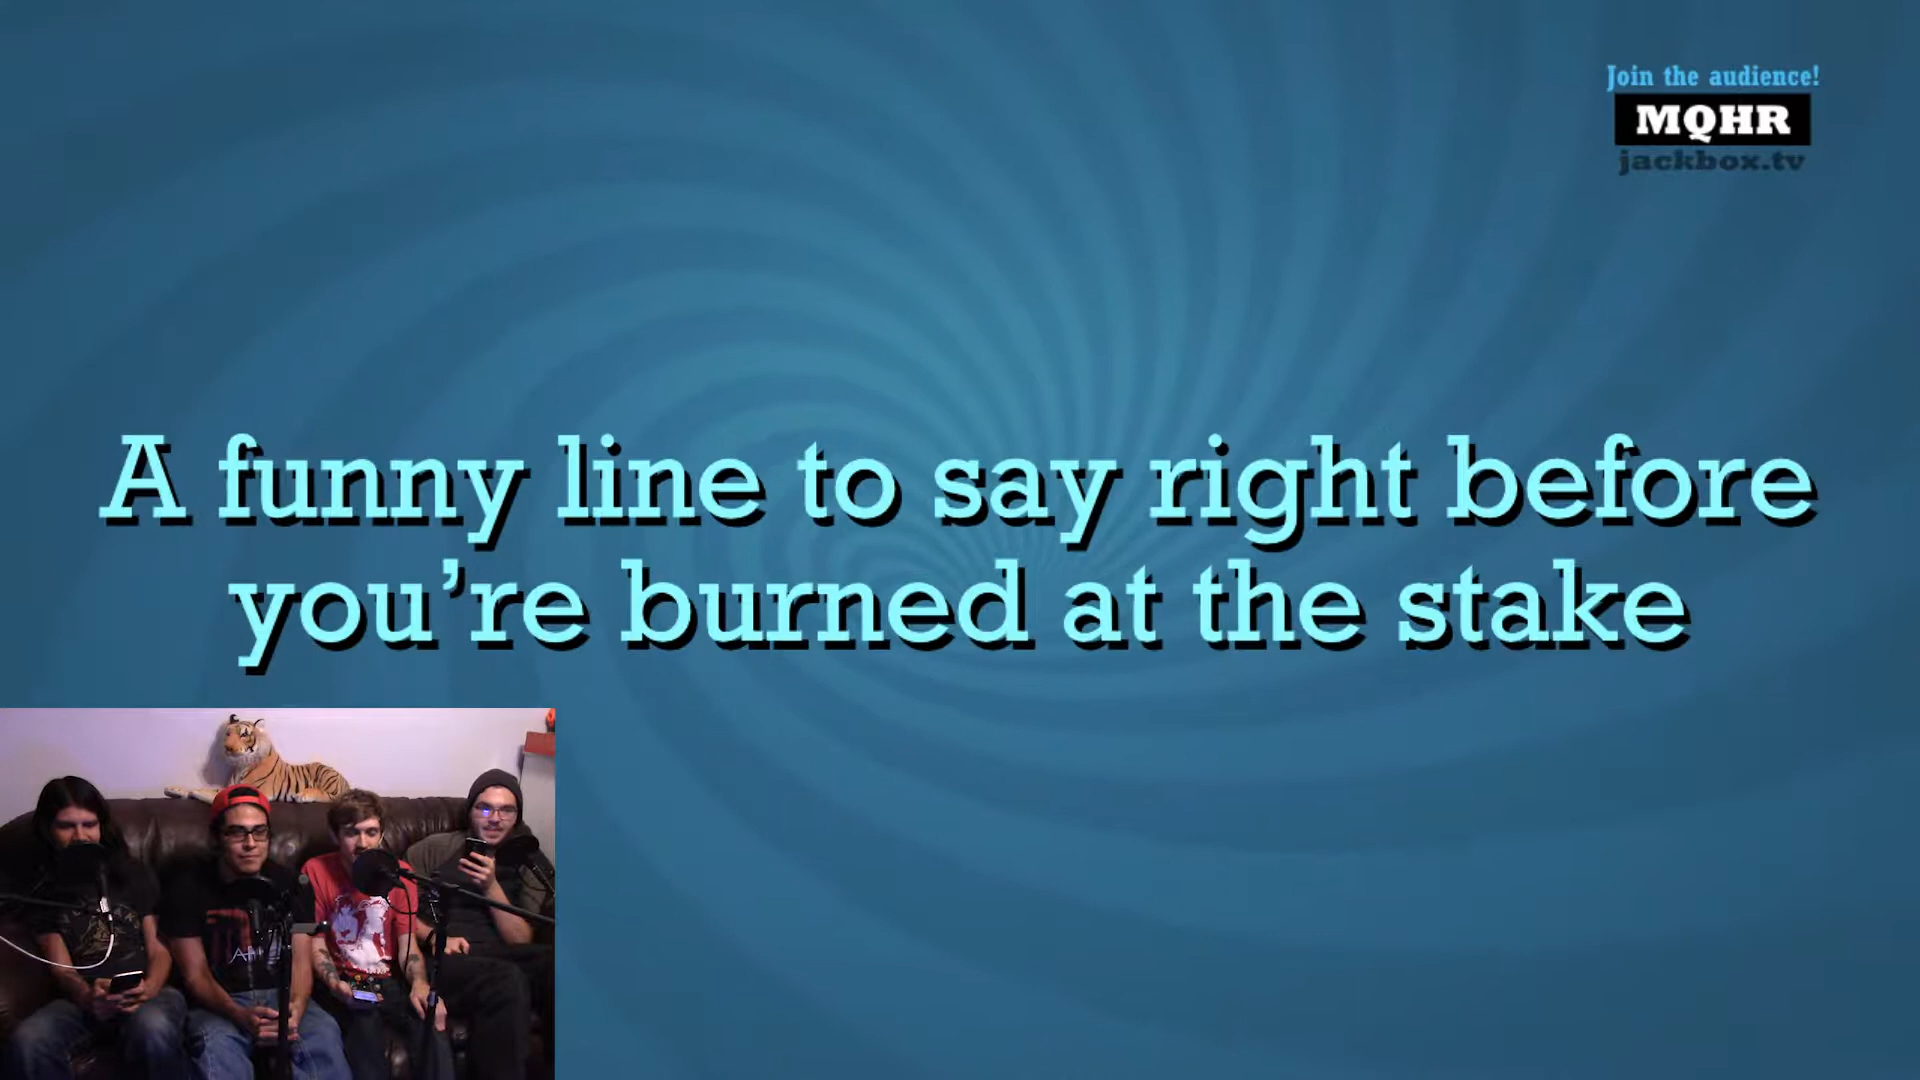 Join the audience!
MQHR
jackbox.tv
A funny line to say right before
you're burned at the stake